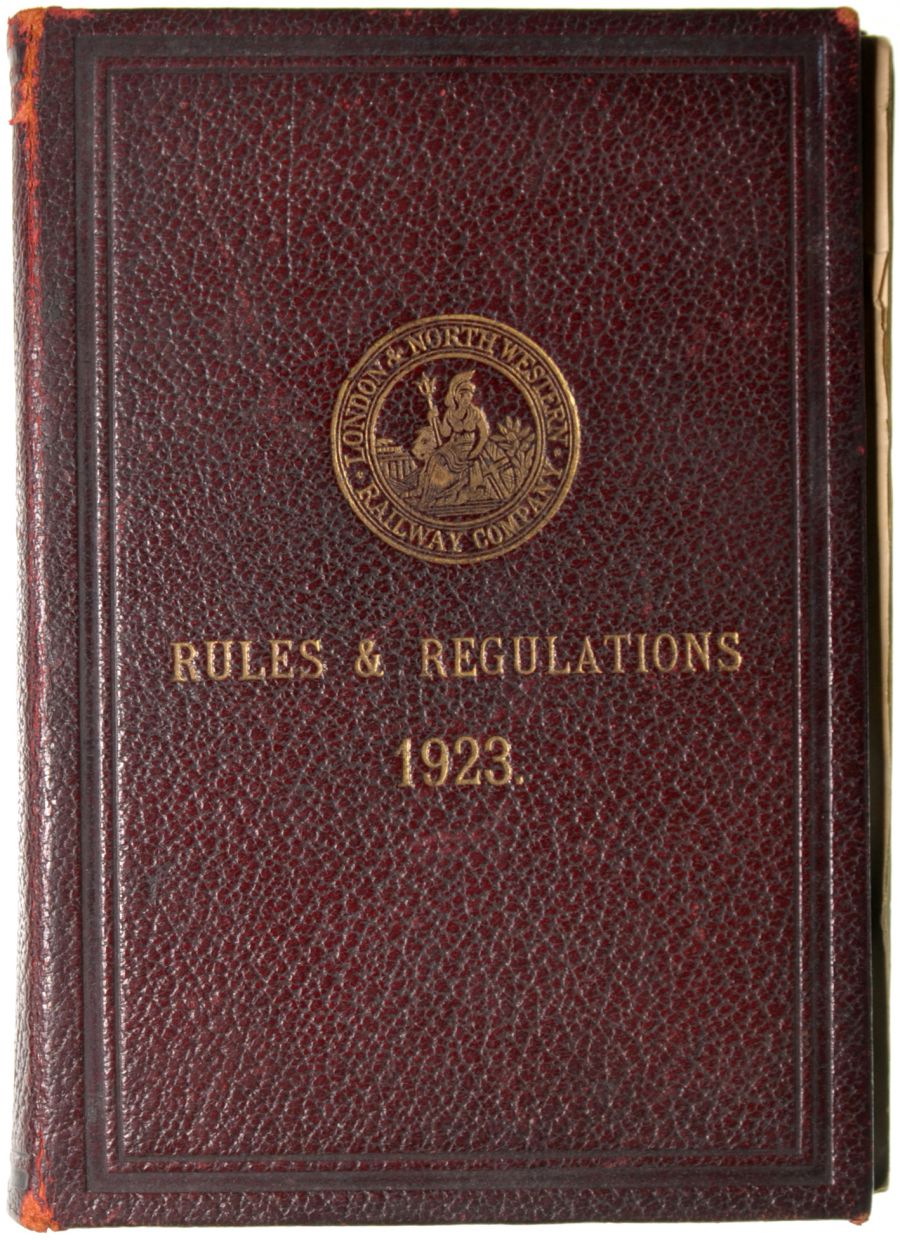 · LONDON & NORTH WESTERN ·
RAILWAY COMPANY
RULES & REGULATIONS
1923.